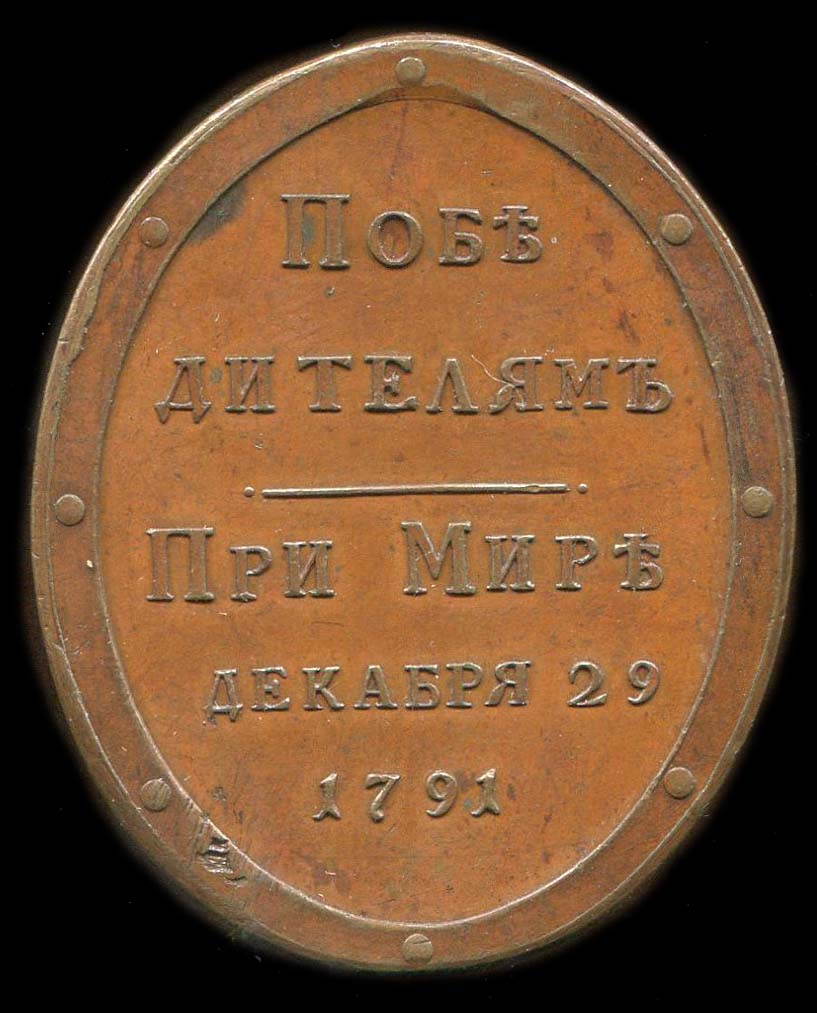 Побѣ
дителямъ
При Мирѣ
декабря 29
1791